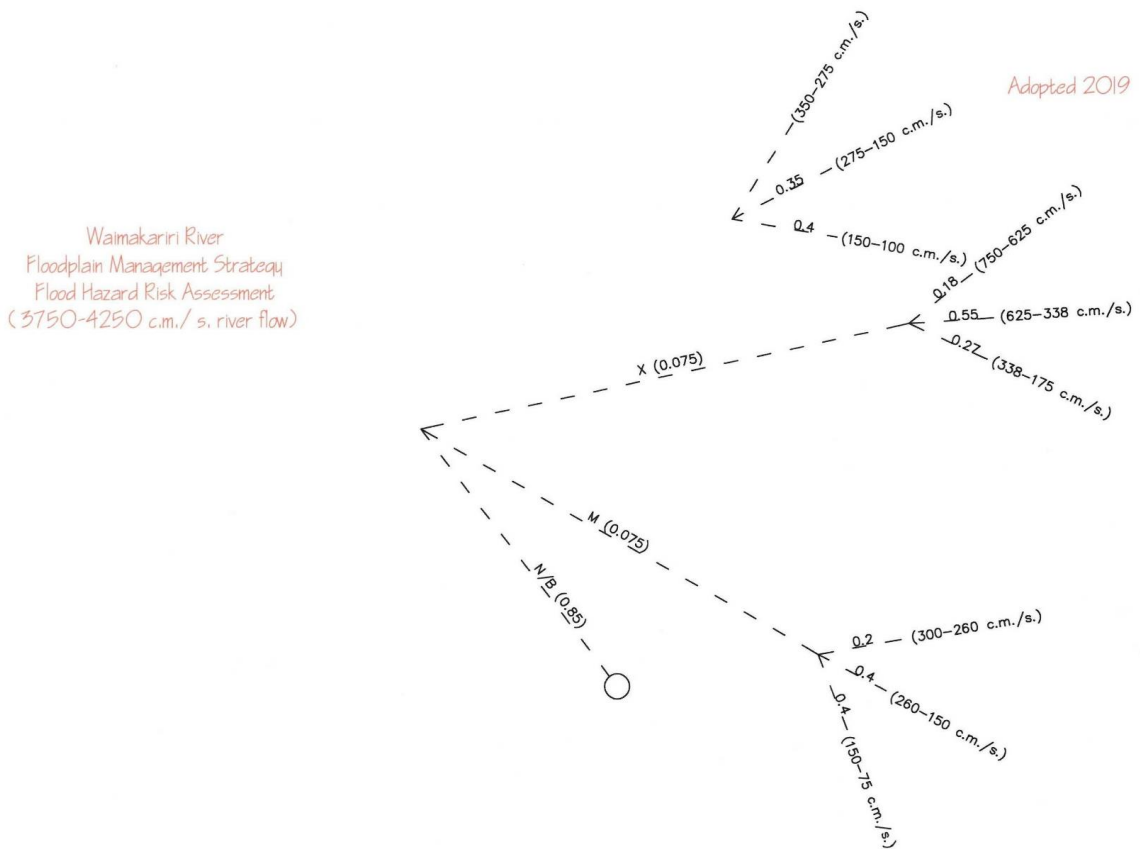 Adopted 2019
Waimakariri River
Floodplain Management Strategy
Flood Hazard Risk Assessment
(3750-4250 c.m./ s. river flow)
(350-275 c.m./s.)
0.35 (275-150 c.m./s.)
0.4 (150-100 c.m./s.)
0.18 (750-625 c.m./s.)
0.55 (625-338 c.m./s.)
0.27 (338-175 c.m./s.)
X (0.075)
M (0.075)
N/B (0.85)
0.2 (300-260 c.m./s.)
0.4 (260-150 c.m./s.)
0.4 (150-75 c.m./s.)